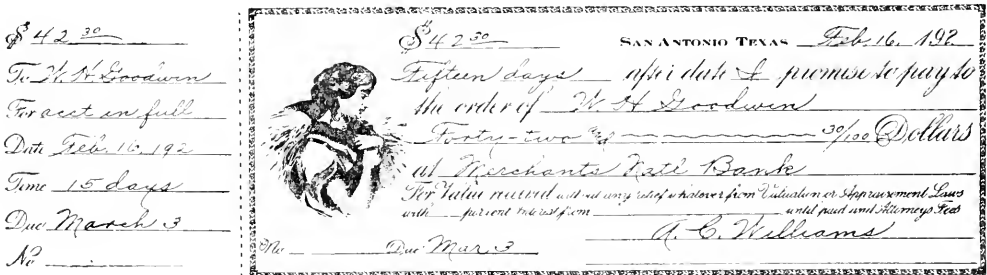 $ 42 30
To W. H. Goodwin
For acct in full
Date Feb. 16, 192
Time 15 days
Due March 3
No
$ 42 30 SAN ANTONIO TEXAS Feb. 16, 192
Fifteen days after date I promise to pay to
the order of W H Goodwin
Forty-two & 30/100 Dollars
at Merchants Natl Bank
For Value received without any relief whatever from Valuation or Appraisement Laws
with percent Interest from until paid and Attorneys Fees
A. C. Williams
No Due Mar 3